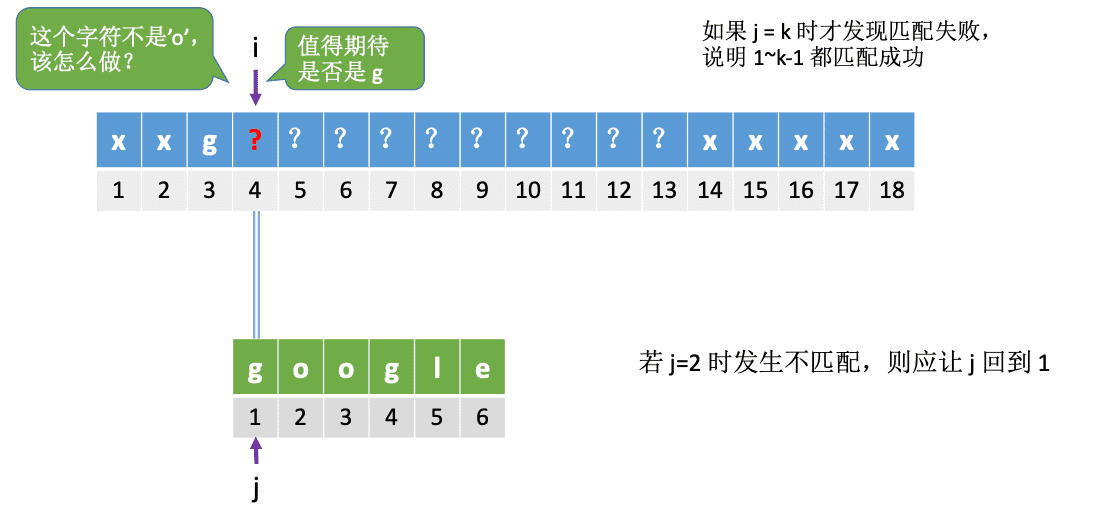 这个字符不是’o’，
该怎么做？
i
值得期待
是否是 g
如果 j = k 时才发现匹配失败，
说明 1~k-1 都匹配成功
x x g ? ? ? ? ? ? ? ? ? ? x x x x x
1 2 3 4 5 6 7 8 9 10 11 12 13 14 15 16 17 18
g o o g l e
若 j=2 时发生不匹配，则应让 j 回到 1
1 2 3 4 5 6
j